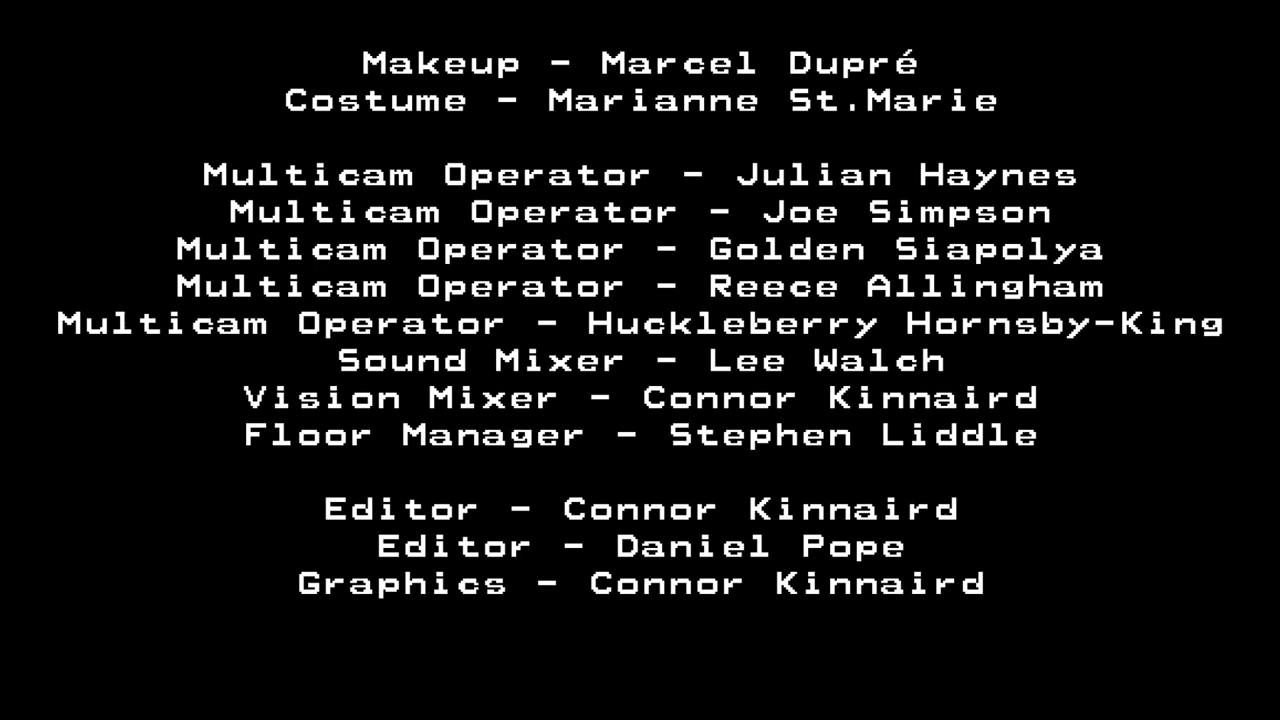 Makeup - Marcel Dupré
Costume - Marianne St.Marie
Multicam Operator - Julian Haynes
Multicam Operator - Joe Simpson
Multicam Operator - Golden Siapolya
Multicam Operator - Reece Allingham
Multicam Operator - Huckleberry Hornsby-King
Sound Mixer - Lee Walch
Vision Mixer - Connor Kinnaird
Floor Manager - Stephen Liddle
Editor - Connor Kinnaird
Editor - Daniel Pope
Graphics - Connor Kinnaird